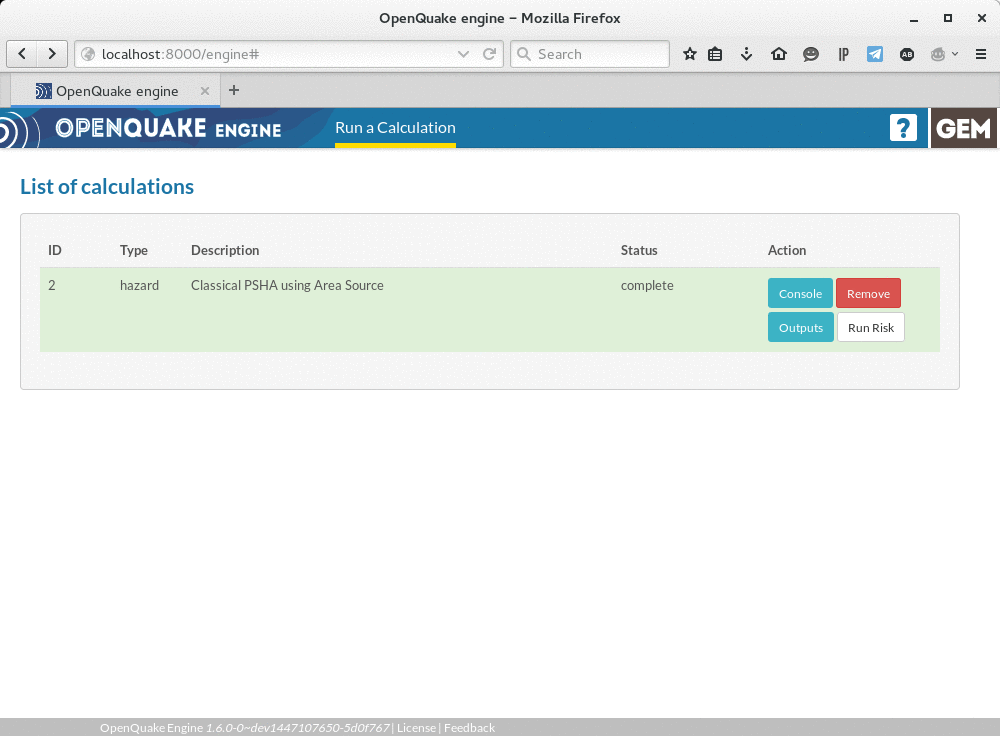 OpenQuake engine – Mozilla Firefox
localhost:8000/engine#
Search
IP
AB
OpenQuake engine
OPENQUAKE ENGINE
Run a Calculation
?
GEM
List of calculations
ID Type Description Status Action
2 hazard Classical PSHA using Area Source complete Console Remove
Outputs Run Risk
OpenQuake Engine 1.6.0-0~dev1447107650-5d0f767 | License | Feedback